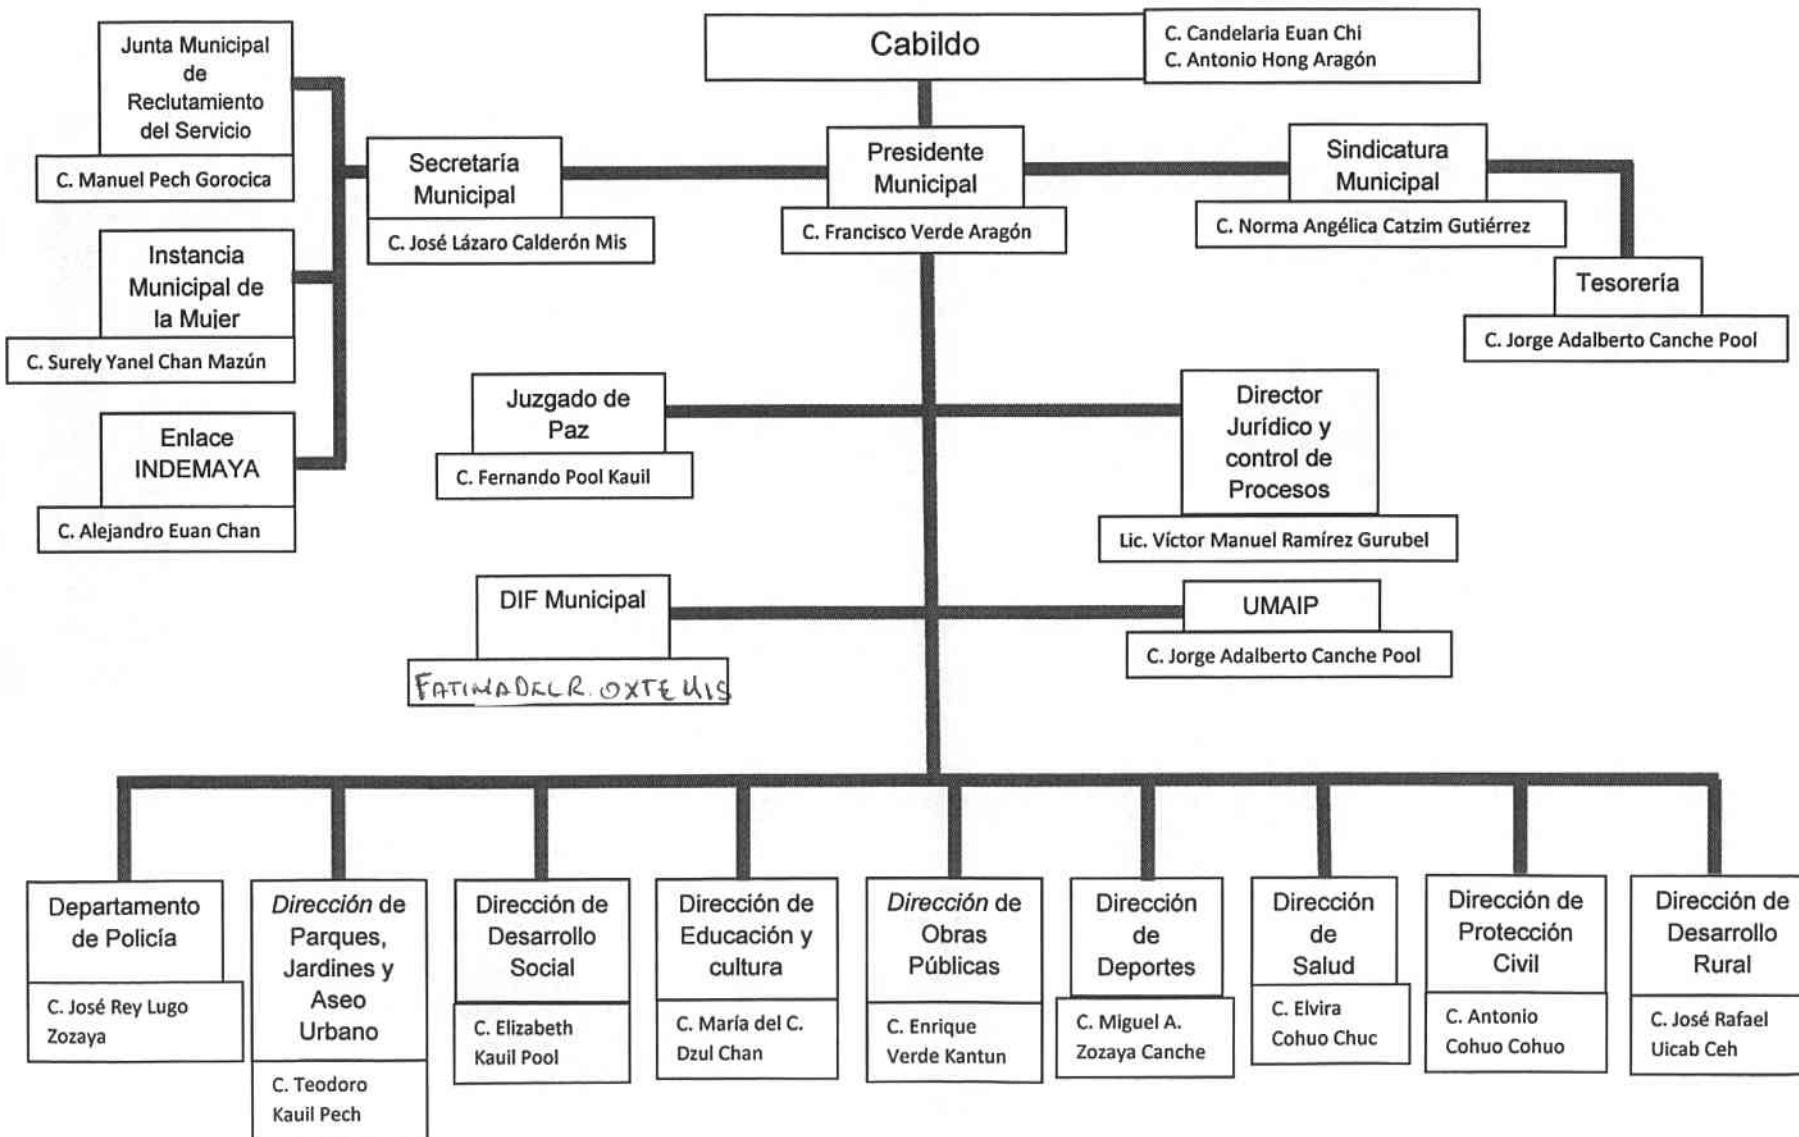 Cabildo
C. Candelaria Euan Chi
C. Antonio Hong Aragón
Junta Municipal
de
Reclutamiento
del Servicio
C. Manuel Pech Gorocica
Secretaría
Municipal
C. José Lázaro Calderón Mis
Presidente
Municipal
C. Francisco Verde Aragón
Sindicatura
Municipal
C. Norma Angélica Catzim Gutiérrez
Instancia
Municipal de
la Mujer
C. Surely Yanel Chan Mazún
Tesorería
C. Jorge Adalberto Canche Pool
Enlace
INDEMAYA
C. Alejandro Euan Chan
Juzgado de
Paz
C. Fernando Pool Kauil
Director
Jurídico y
control de
Procesos
Lic. Víctor Manuel Ramírez Gurubel
DIF Municipal
FATIMA DEL R. OXTE MIS
UMAIP
C. Jorge Adalberto Canche Pool
Departamento
de Policía
C. José Rey Lugo
Zozaya
Dirección de
Parques,
Jardines y
Aseo
Urbano
C. Teodoro
Kauil Pech
Dirección de
Desarrollo
Social
C. Elizabeth
Kauil Pool
Dirección de
Educación y
cultura
C. María del C.
Dzul Chan
Dirección de
Obras
Públicas
C. Enrique
Verde Kantun
Dirección
de
Deportes
C. Miguel A.
Zozaya Canche
Dirección
de
Salud
C. Elvira
Cohuo Chuc
Dirección de
Protección
Civil
C. Antonio
Cohuo Cohuo
Dirección de
Desarrollo
Rural
C. José Rafael
Uicab Ceh